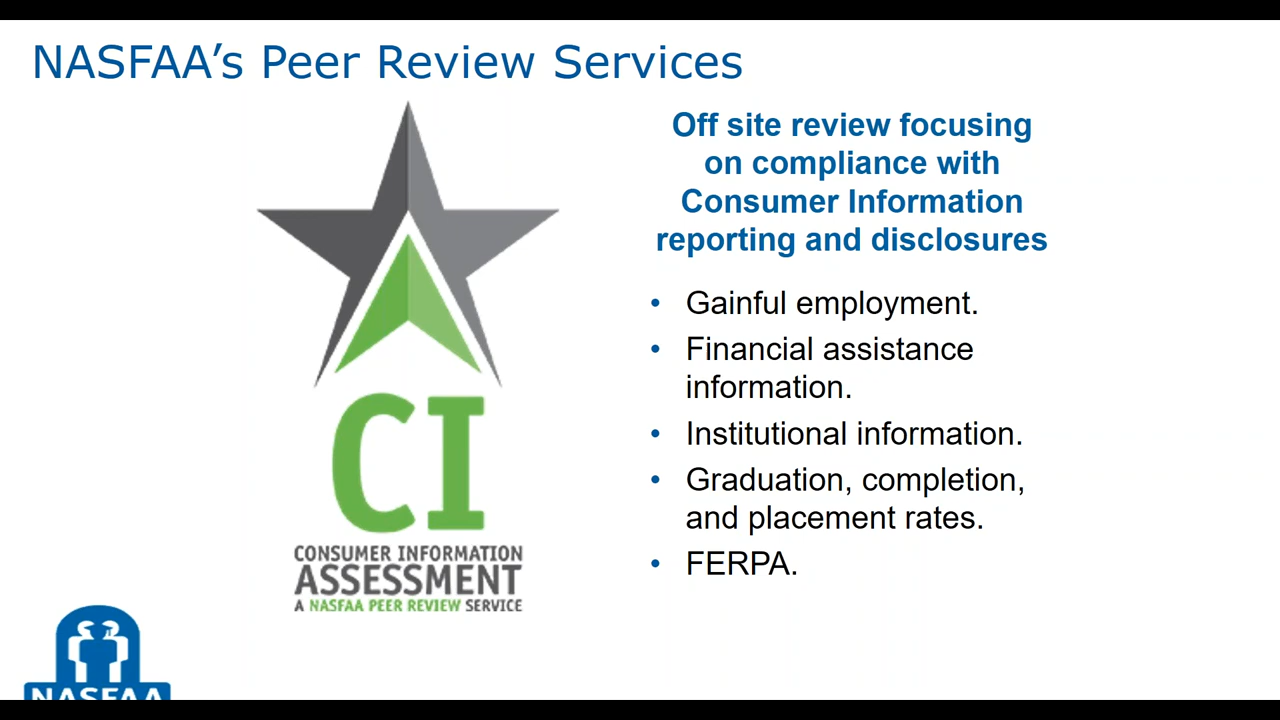 NASFAA’s Peer Review Services
Off site review focusing
on compliance with
Consumer Information
reporting and disclosures
• Gainful employment.
• Financial assistance
information.
• Institutional information.
• Graduation, completion,
and placement rates.
• FERPA.
CI
CONSUMER INFORMATION
ASSESSMENT
A NASFAA PEER REVIEW SERVICE
NASFAA